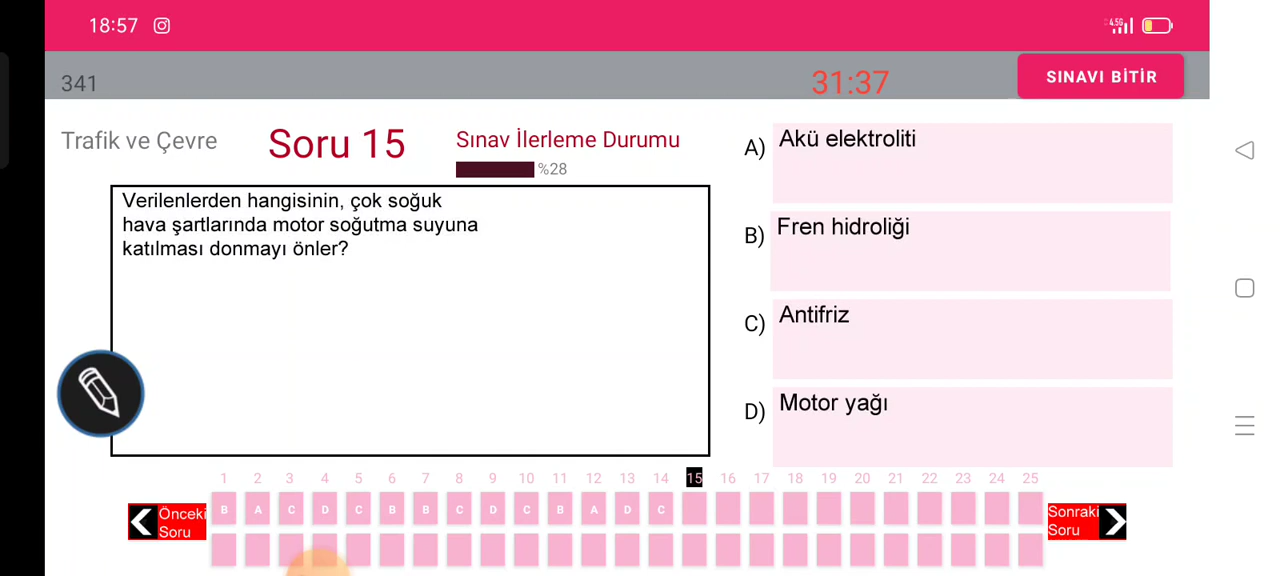 18:57
4.5G
341
31:37
SINAVI BİTİR
Trafik ve Çevre
Soru 15
Sınav İlerleme Durumu
%28
Verilenlerden hangisinin, çok soğuk
hava şartlarında motor soğutma suyuna
katılması donmayı önler?
A) Akü elektroliti
B) Fren hidroliği
C) Antifriz
D) Motor yağı
1 2 3 4 5 6 7 8 9 10 11 12 13 14 15 16 17 18 19 20 21 22 23 24 25
B A C D C B B C D C B A D C
Önceki
Soru
Sonraki
Soru